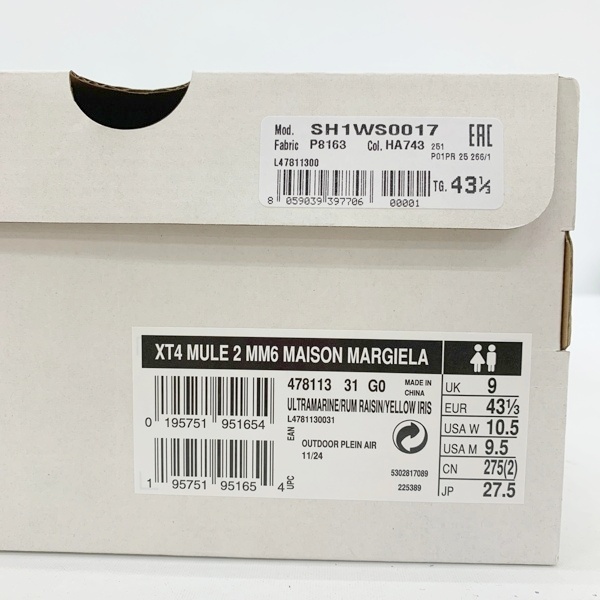 Mod. SH1WS0017 EAC
Fabric P8163 Col. HA743 251
P01PR 25 266/1
L47811300
TG. 43⅓
8 059039 397706 00001
XT4 MULE 2 MM6 MAISON MARGIELA
478113 31 G0 MADE IN CHINA
ULTRAMARINE/RUM RAISIN/YELLOW IRIS
L4781130031
0 195751 951654 EAN
OUTDOOR PLEIN AIR
11/24
5302817089
225389
1 95751 95165 4 UPC
UK 9
EUR 43⅓
USA W 10.5
USA M 9.5
CN 275(2)
JP 27.5